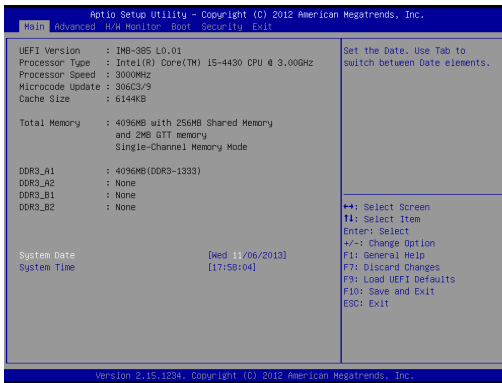 Aptio Setup Utility – Copyright (C) 2012 American Megatrends, Inc.
Main Advanced H/W Monitor Boot Security Exit
UEFI Version : IMB-385 L0.01
Processor Type : Intel(R) Core(TM) i5-4430 CPU @ 3.00GHz
Processor Speed : 3000MHz
Microcode Update : 306C3/9
Cache Size : 6144KB
Total Memory : 4096MB with 256MB Shared Memory
and 2MB GTT memory
Single-Channel Memory Mode
DDR3_A1 : 4096MB(DDR3-1333)
DDR3_A2 : None
DDR3_B1 : None
DDR3_B2 : None
System Date [Wed 11/06/2013]
System Time [17:58:04]
Set the Date. Use Tab to
switch between Date elements.
↔: Select Screen
↑↓: Select Item
Enter: Select
+/-: Change Option
F1: General Help
F7: Discard Changes
F9: Load UEFI Defaults
F10: Save and Exit
ESC: Exit
Version 2.15.1234. Copyright (C) 2012 American Megatrends, Inc.